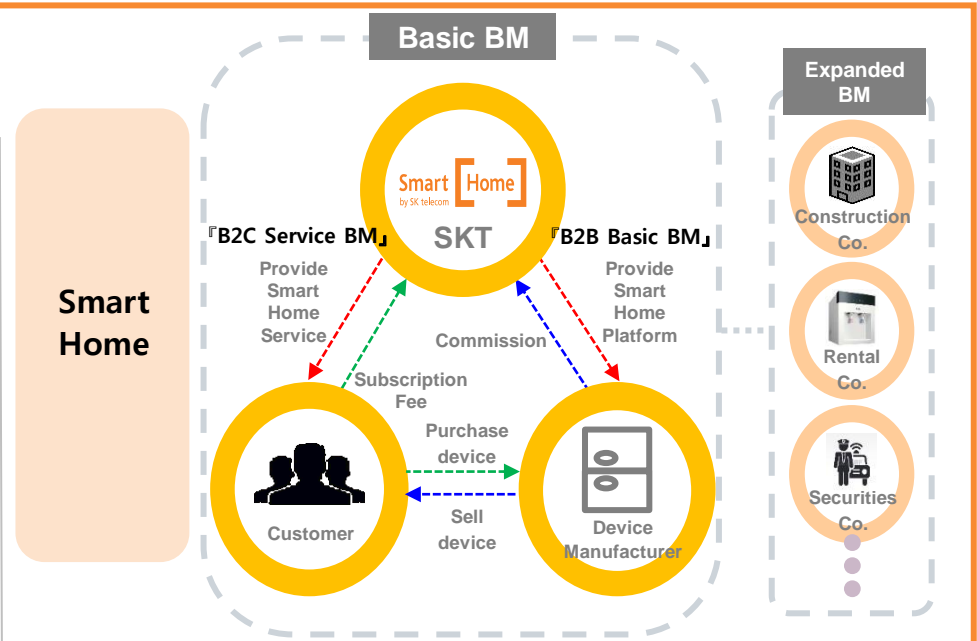 Basic BM
Expanded
BM
Smart
Home
Smart [Home]
by SK telecom
SKT
『B2C Service BM』
『B2B Basic BM』
Provide
Smart
Home
Service
Provide
Smart
Home
Platform
Commission
Subscription
Fee
Purchase
device
Sell
device
Customer
Device
Manufacturer
Construction
Co.
Rental
Co.
Securities
Co.